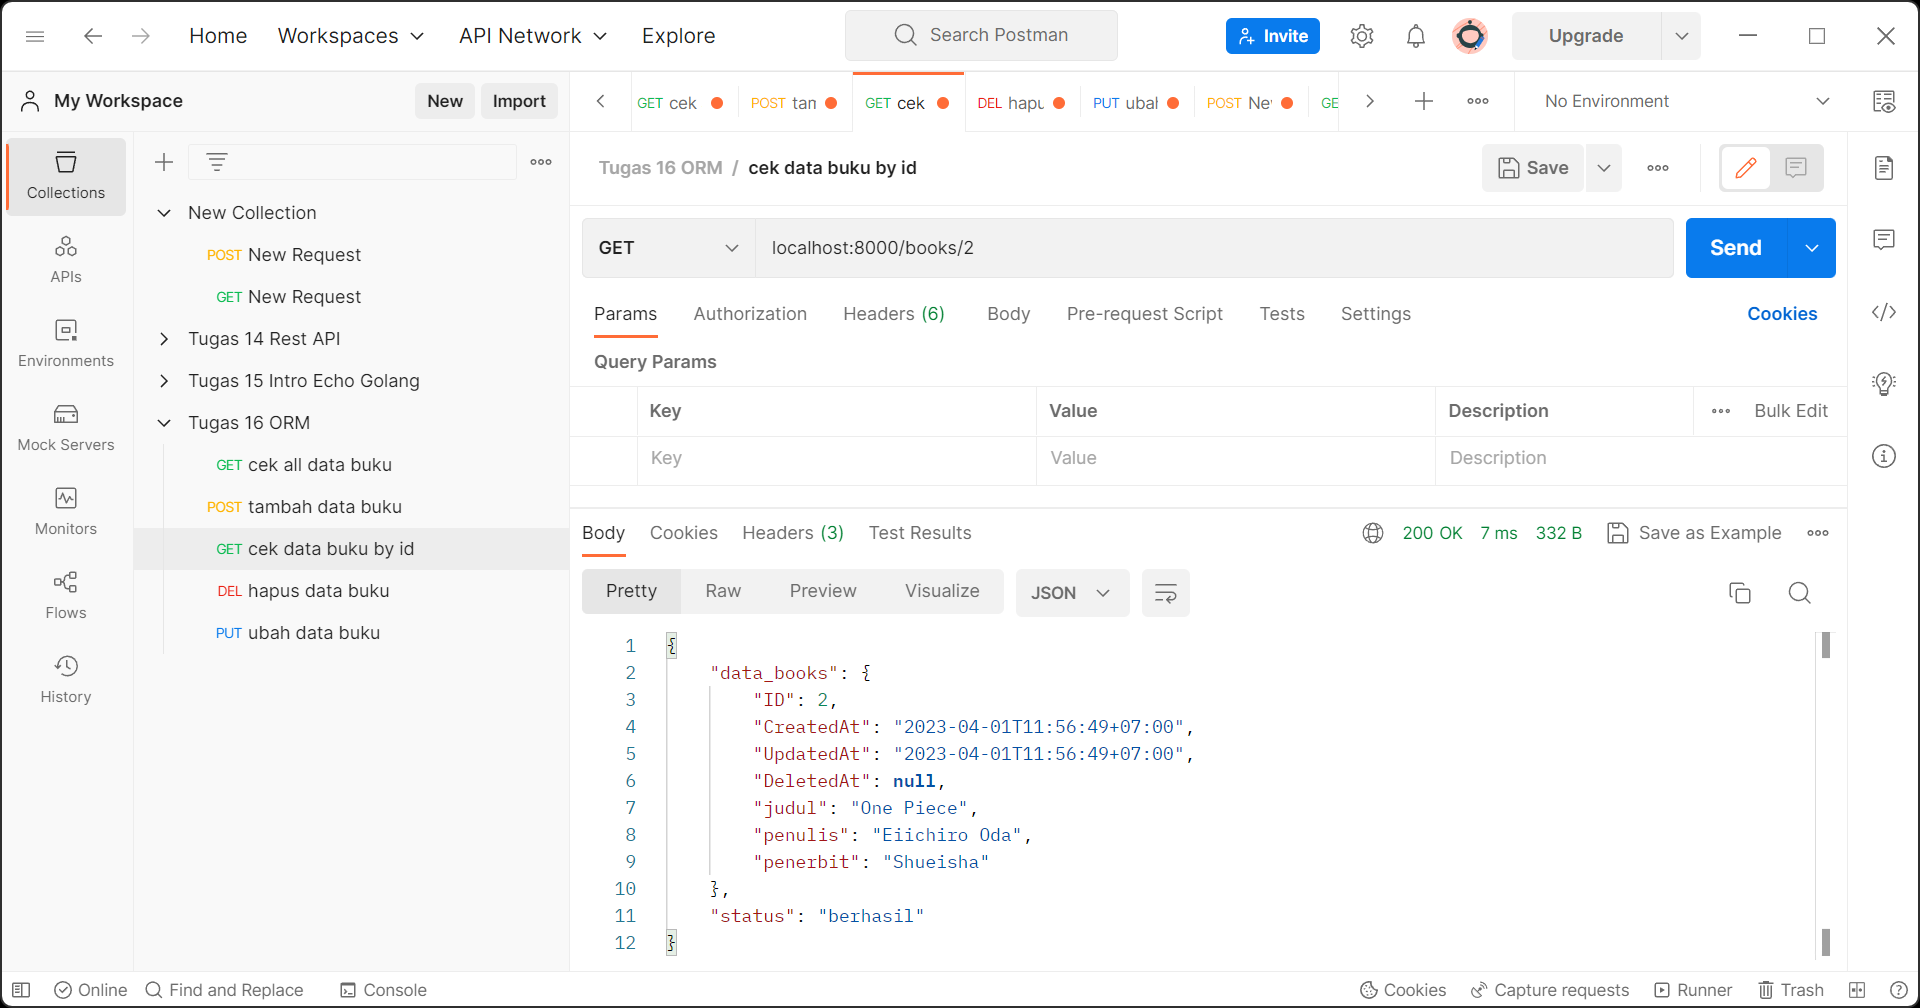 Home Workspaces API Network Explore Search Postman Invite Upgrade
My Workspace New Import
GET cek POST tan GET cek DEL hapu PUT ubah POST Ne GE No Environment
Collections
APIs
Environments
Mock Servers
Monitors
Flows
History
New Collection
POST New Request
GET New Request
Tugas 14 Rest API
Tugas 15 Intro Echo Golang
Tugas 16 ORM
GET cek all data buku
POST tambah data buku
GET cek data buku by id
DEL hapus data buku
PUT ubah data buku
Tugas 16 ORM / cek data buku by id Save
GET localhost:8000/books/2 Send
Params Authorization Headers (6) Body Pre-request Script Tests Settings Cookies
Query Params
Key Value Description Bulk Edit
Key Value Description
Body Cookies Headers (3) Test Results 200 OK 7 ms 332 B Save as Example
Pretty Raw Preview Visualize JSON
1 {
2 "data_books": {
3 "ID": 2,
4 "CreatedAt": "2023-04-01T11:56:49+07:00",
5 "UpdatedAt": "2023-04-01T11:56:49+07:00",
6 "DeletedAt": null,
7 "judul": "One Piece",
8 "penulis": "Eiichiro Oda",
9 "penerbit": "Shueisha"
10 },
11 "status": "berhasil"
12 }
Online Find and Replace Console Cookies Capture requests Runner Trash